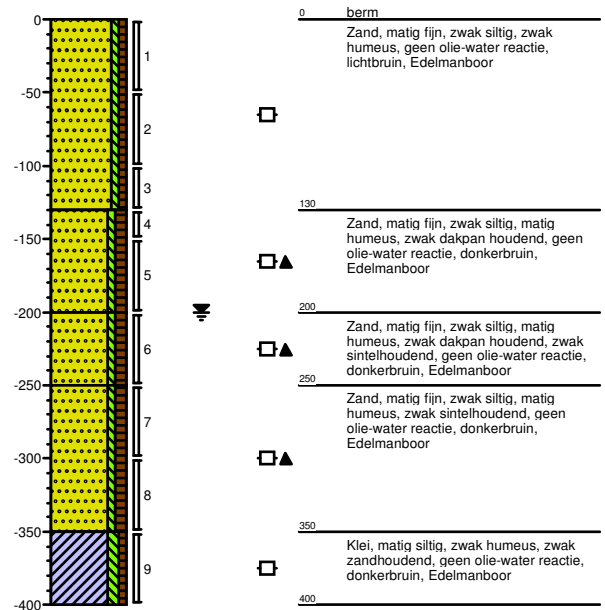 0
-50
-100
-150
-200
-250
-300
-350
-400
1
2
3
4
5
6
7
8
9
0
berm
Zand, matig fijn, zwak siltig, zwak
humeus, geen olie-water reactie,
lichtbruin, Edelmanboor
130
Zand, matig fijn, zwak siltig, matig
humeus, zwak dakpan houdend, geen
olie-water reactie, donkerbruin,
Edelmanboor
200
Zand, matig fijn, zwak siltig, matig
humeus, zwak dakpan houdend, zwak
sintelhoudend, geen olie-water reactie,
donkerbruin, Edelmanboor
250
Zand, matig fijn, zwak siltig, matig
humeus, zwak sintelhoudend, geen
olie-water reactie, donkerbruin,
Edelmanboor
350
Klei, matig siltig, zwak humeus, zwak
zandhoudend, geen olie-water reactie,
donkerbruin, Edelmanboor
400